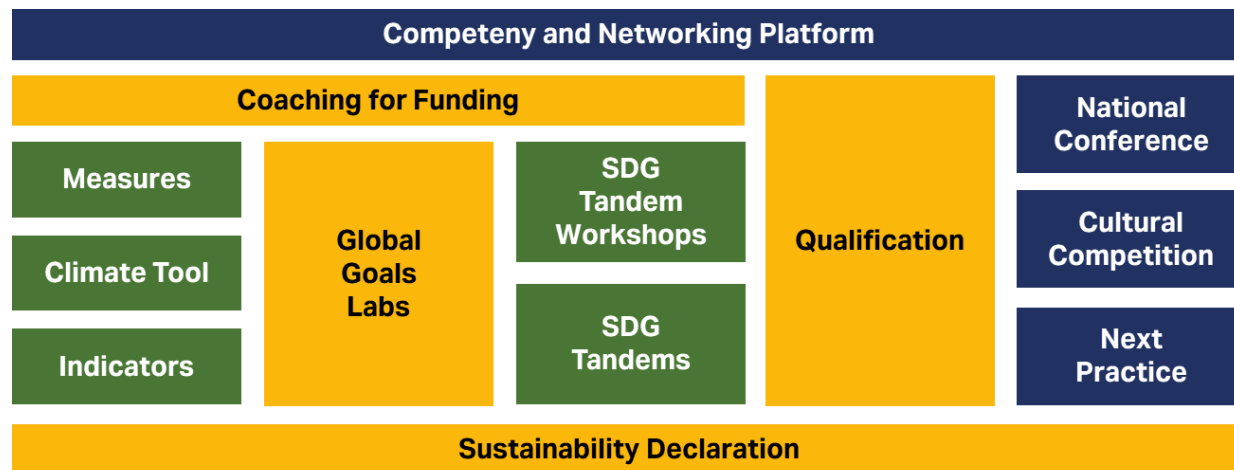 Competeny and Networking Platform
Coaching for Funding
Measures
Climate Tool
Indicators
Global
Goals
Labs
SDG
Tandem
Workshops
SDG
Tandems
Qualification
National
Conference
Cultural
Competition
Next
Practice
Sustainability Declaration